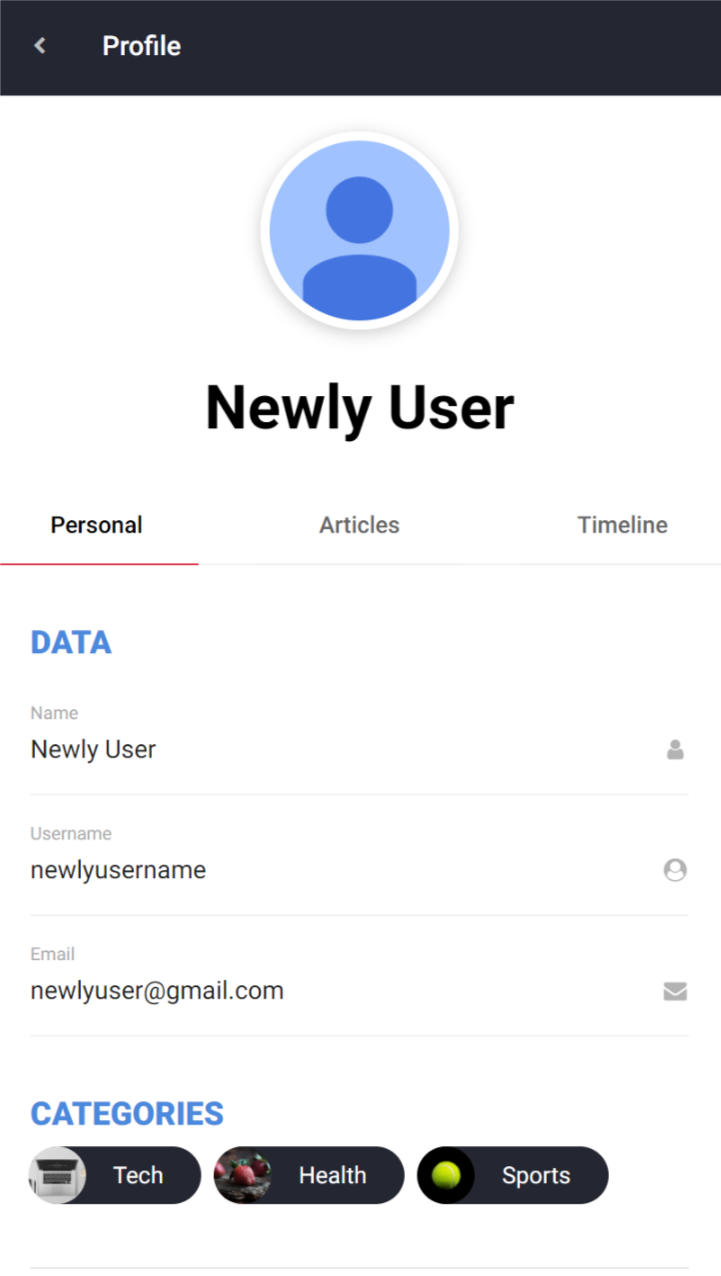 Profile
Newly User
Personal Articles Timeline
DATA
Name
Newly User
Username
newlyusername
Email
newlyuser@gmail.com
CATEGORIES
Tech Health Sports